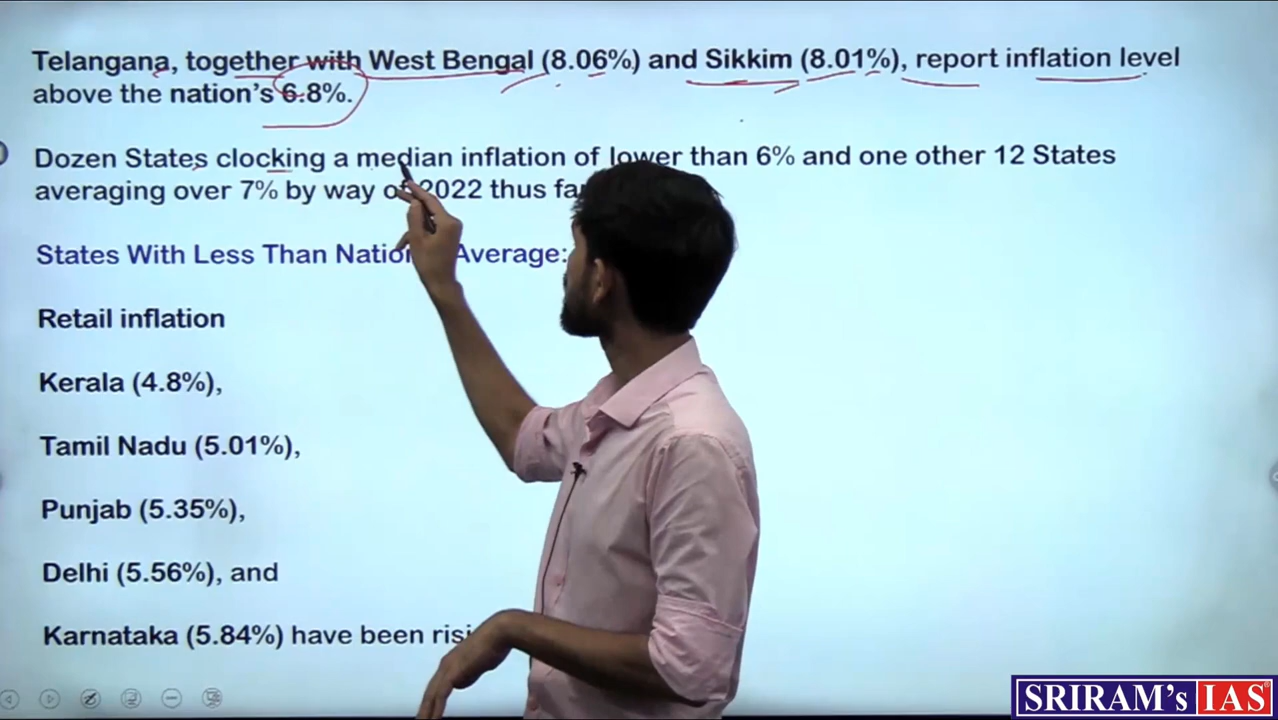 Telangana, together with West Bengal (8.06%) and Sikkim (8.01%), report inflation level
above the nation's 6.8%.
Dozen States clocking a median inflation of lower than 6% and one other 12 States
averaging over 7% by way of 2022 thus
States With Less Than Average:
Retail inflation
Kerala (4.8%),
Tamil Nadu (5.01%),
Punjab (5.35%),
Delhi (5.56%), and
Karnataka (5.84%) have been
SRIRAM's IAS